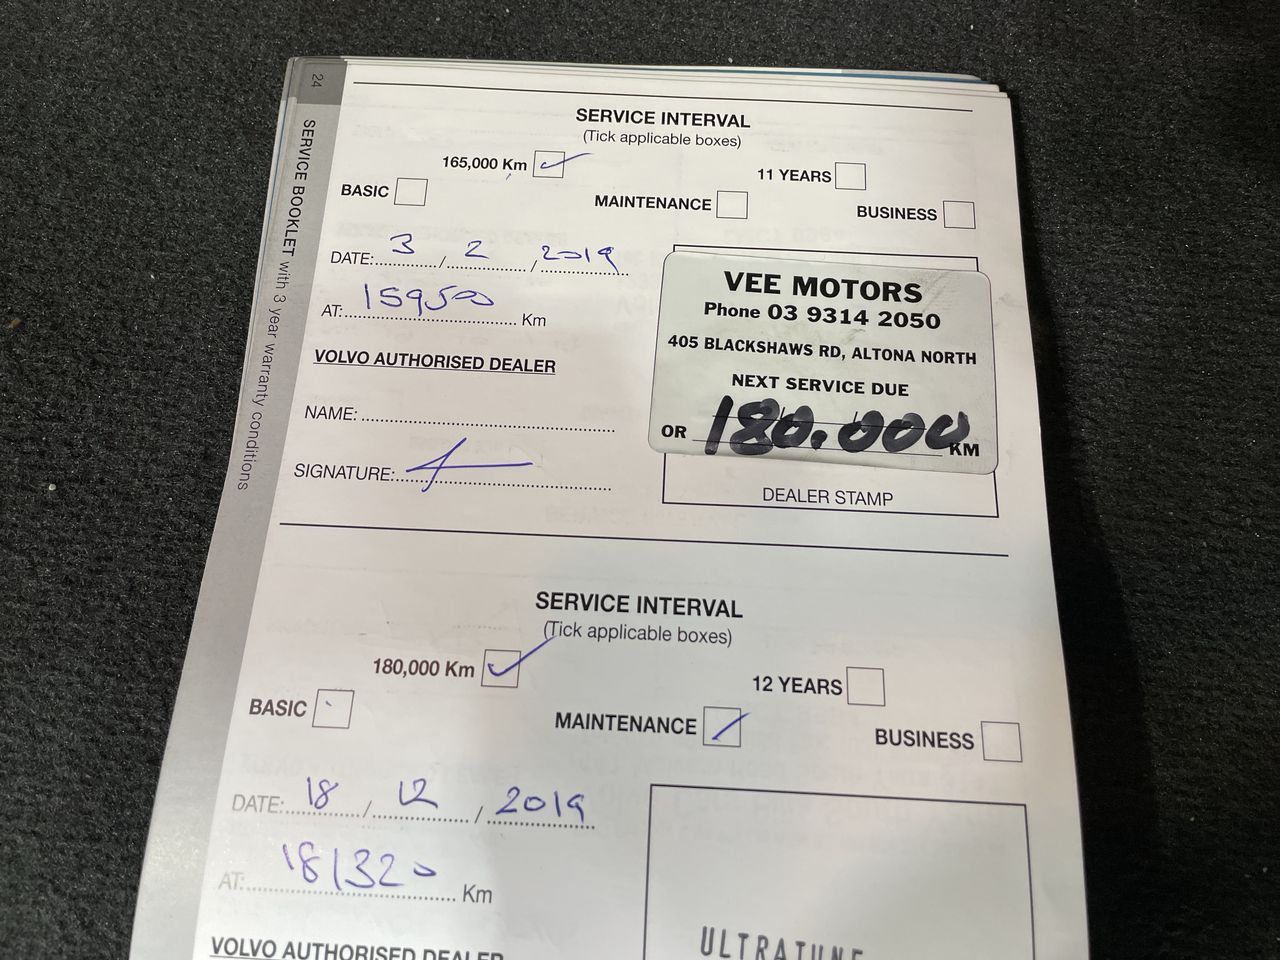 24
SERVICE BOOKLET with 3 year warranty conditions
SERVICE INTERVAL
(Tick applicable boxes)
165,000 Km
11 YEARS
BASIC
MAINTENANCE
BUSINESS
DATE: 3 / 2 / 2019
AT: 159500 Km
VOLVO AUTHORISED DEALER
NAME:
SIGNATURE:
VEE MOTORS
Phone 03 9314 2050
405 BLACKSHAWS RD, ALTONA NORTH
NEXT SERVICE DUE
OR 180.000 KM
DEALER STAMP
SERVICE INTERVAL
(Tick applicable boxes)
180,000 Km
12 YEARS
BASIC
MAINTENANCE
BUSINESS
DATE: 18 / 12 / 2019
AT: 181320 Km
VOLVO AUTHORISED DEALER
ULTRATUNE